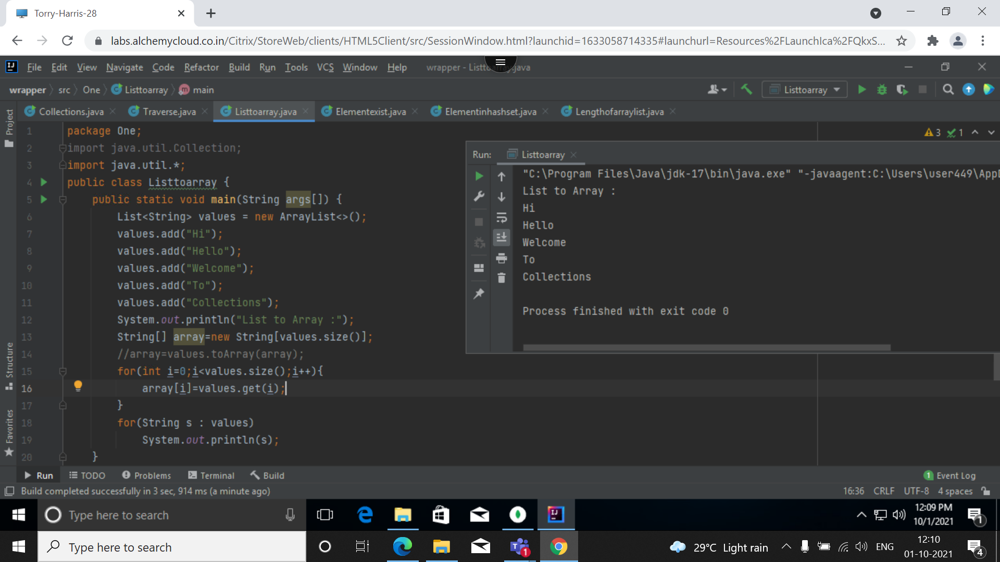 Torry-Harris-28
labs.alchemycloud.co.in/Citrix/StoreWeb/clients/HTML5Client/src/SessionWindow.html?launchid=1633058714335#launchurl=Resources%2FLaunchIca%2FQkxS...
File Edit View Navigate Code Refactor Build Run Tools VCS Window Help wrapper - Listtoarray.java
wrapper src One Listtoarray main Listtoarray
Collections.java Traverse.java Listtoarray.java Elementexist.java Elementinhashset.java Lengthofarraylist.java
Project
Structure
Favorites
3 1
1 package One;
2 import java.util.Collection;
3 import java.util.*;
4 public class Listtoarray {
5 public static void main(String args[]) {
6 List<String> values = new ArrayList<>();
7 values.add("Hi");
8 values.add("Hello");
9 values.add("Welcome");
10 values.add("To");
11 values.add("Collections");
12 System.out.println("List to Array :");
13 String[] array=new String[values.size()];
14 //array=values.toArray(array);
15 for(int i=0;i<values.size();i++){
16 array[i]=values.get(i);
17 }
18 for(String s : values)
19 System.out.println(s);
20 }
Run: Listtoarray
"C:\Program Files\Java\jdk-17\bin\java.exe" "-javaagent:C:\Users\user449\AppD
List to Array :
Hi
Hello
Welcome
To
Collections
Process finished with exit code 0
Run TODO Problems Terminal Build 1 Event Log
Build completed successfully in 3 sec, 914 ms (a minute ago) 16:36 CRLF UTF-8 4 spaces
Type here to search 12:09 PM
10/1/2021 1
Type here to search 1 29°C Light rain ENG 12:10
01-10-2021 4